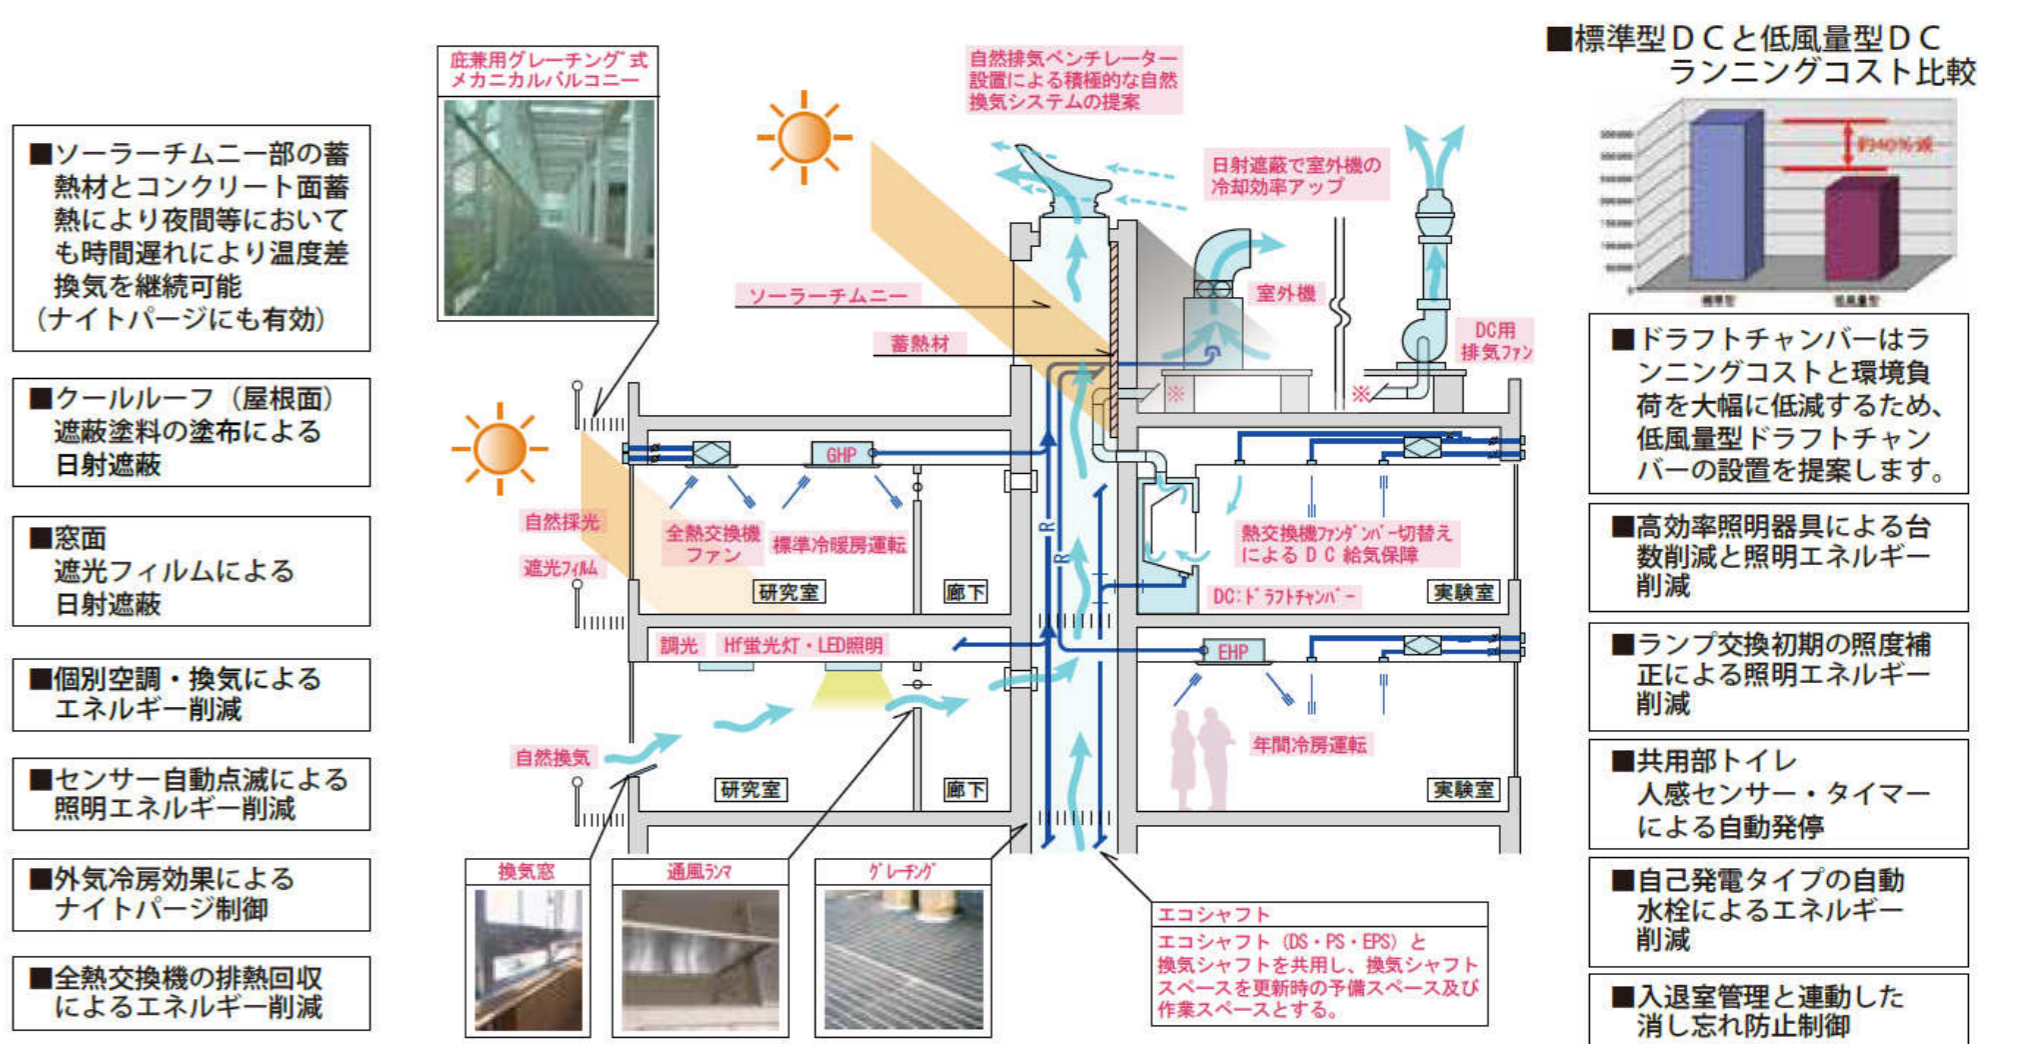 ■ソーラーチムニー部の蓄
熱材とコンクリート面蓄
熱により夜間等において
も時間遅れにより温度差
換気を継続可能
(ナイトパージにも有効)
■クールルーフ（屋根面）
遮蔽塗料の塗布による
日射遮蔽
■窓面
遮光フィルムによる
日射遮蔽
■個別空調・換気による
エネルギー削減
■センサー自動点滅による
照明エネルギー削減
■外気冷房効果による
ナイトパージ制御
■全熱交換機の排熱回収
によるエネルギー削減
庇兼用グレーチング式
メカニカルバルコニー
自然排気ベンチレーター
設置による積極的な自然
換気システムの提案
日射遮蔽で室外機の
冷却効率アップ
ソーラーチムニー
蓄熱材
室外機
DC用
排気ファン
※
※
GHP
自然採光
遮光フィルム
全熱交換機
ファン
標準冷暖房運転
研究室
廊下
R
R
熱交換機ファンダンパー切替え
によるＤＣ給気保障
DC:ドラフトチャンバー
実験室
調光
Hf蛍光灯・LED照明
EHP
自然換気
年間冷房運転
研究室
廊下
実験室
換気窓
通風ランマ
グレーチング
エコシャフト
エコシャフト（DS・PS・EPS）と
換気シャフトを共用し、換気シャフト
スペースを更新時の予備スペース及び
作業スペースとする。
■標準型ＤＣと低風量型ＤＣ
ランニングコスト比較
約40%減
標準型
低風量型
■ドラフトチャンバーはラ
ンニングコストと環境負
荷を大幅に低減するため、
低風量型ドラフトチャン
バーの設置を提案します。
■高効率照明器具による台
数削減と照明エネルギー
削減
■ランプ交換初期の照度補
正による照明エネルギー
削減
■共用部トイレ
人感センサー・タイマー
による自動発停
■自己発電タイプの自動
水栓によるエネルギー
削減
■入退室管理と連動した
消し忘れ防止制御